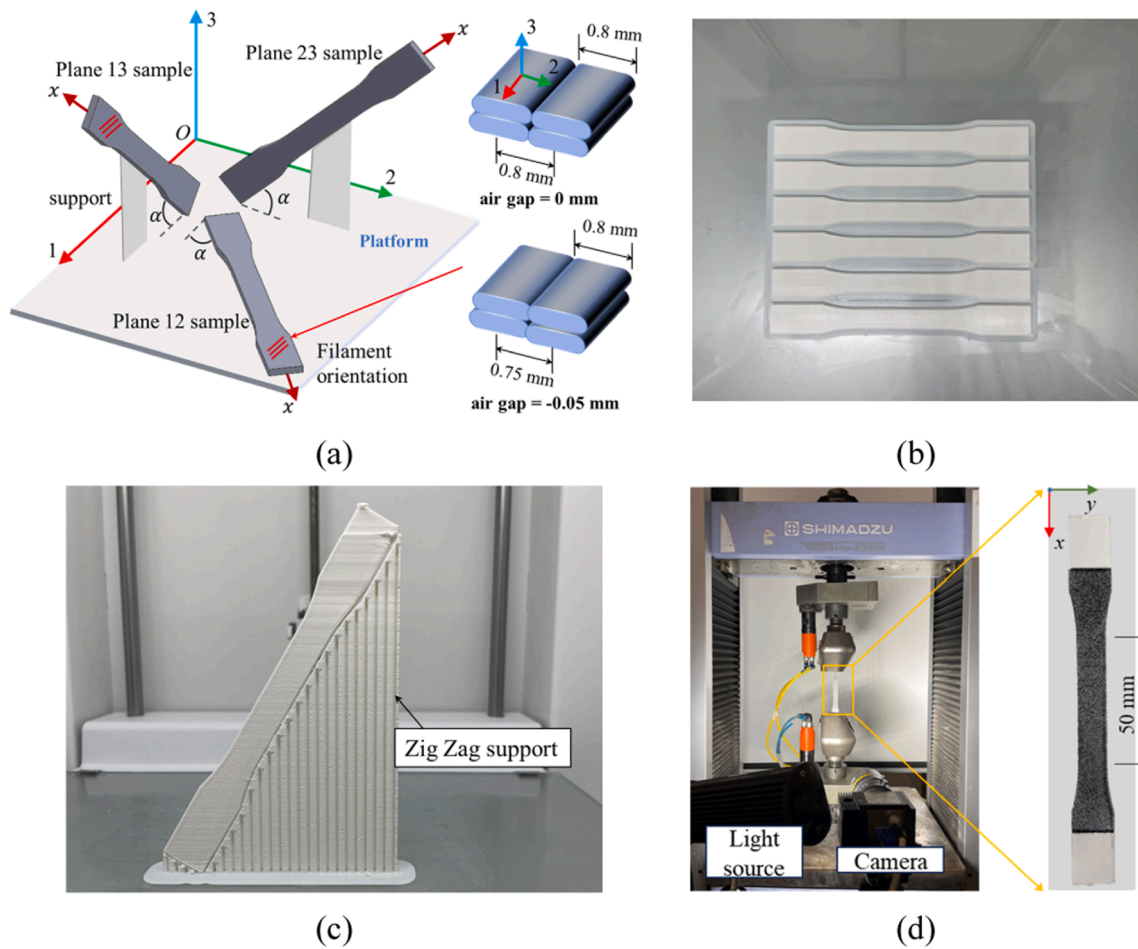 3
x
Plane 23 sample
Plane 13 sample
x
O
support
α
α
α
2
1
Platform
Plane 12 sample
Filament
orientation
x
3
0.8 mm
2
1
0.8 mm
air gap = 0 mm
0.8 mm
0.75 mm
air gap = -0.05 mm
(a)
(b)
Zig Zag support
(c)
SHIMADZU
Light
source
Camera
y
x
50 mm
(d)